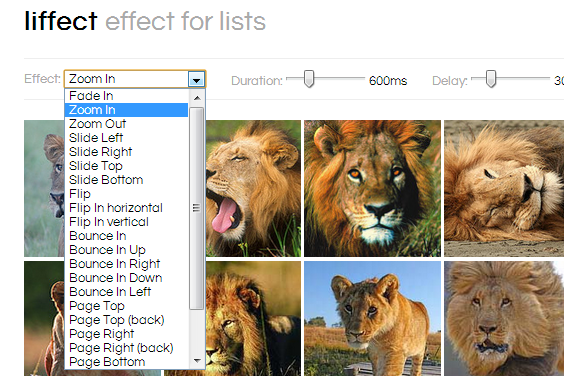 liffect effect for lists
Effect: Zoom In Duration: 600ms Delay: 30
Fade In
Zoom In
Zoom Out
Slide Left
Slide Right
Slide Top
Slide Bottom
Flip
Flip In horizontal
Flip In vertical
Bounce In
Bounce In Up
Bounce In Right
Bounce In Down
Bounce In Left
Page Top
Page Top (back)
Page Right
Page Right (back)
Page Bottom